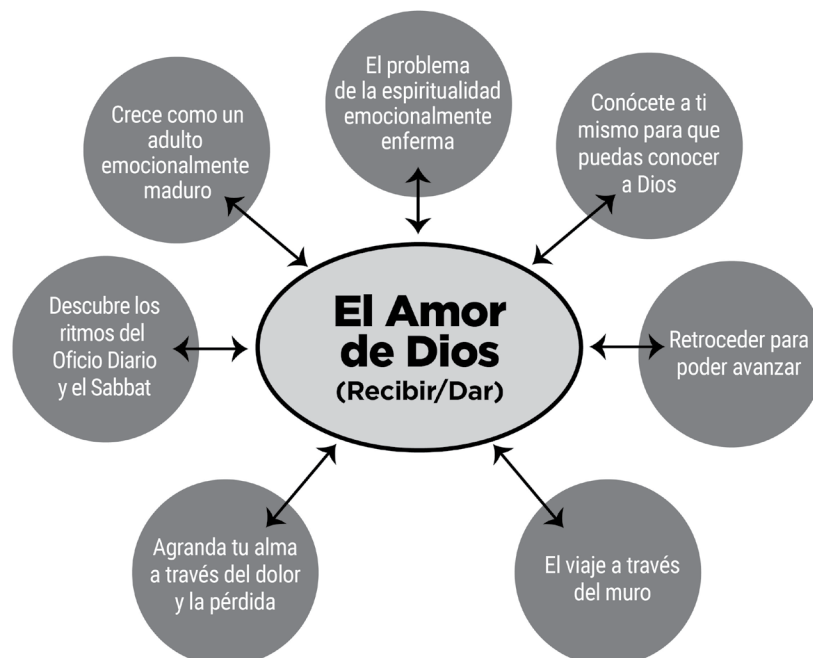 El problema
de la espiritualidad
emocionalmente
enferma
Conócete a ti
mismo para que
puedas conocer
a Dios
Retroceder para
poder avanzar
El viaje a través
del muro
Agranda tu alma
a través del dolor
y la pérdida
Descubre los
ritmos del
Oficio Diario
y el Sabbat
Crece como un
adulto
emocionalmente
maduro
El Amor
de Dios
(Recibir/Dar)